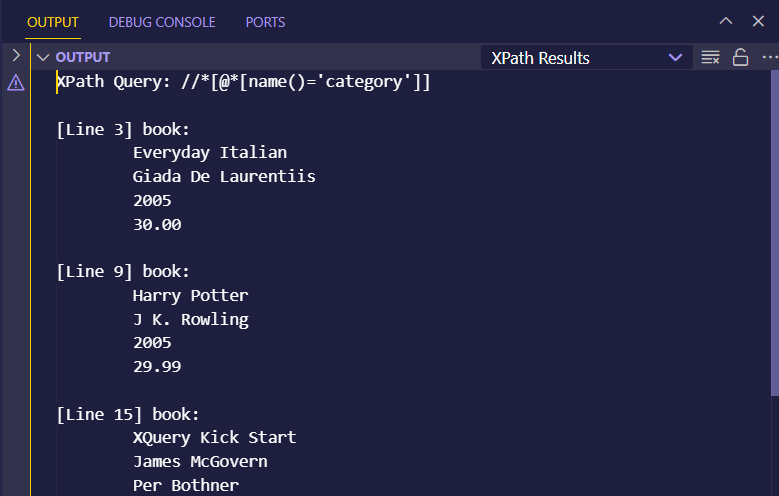 OUTPUT DEBUG CONSOLE PORTS
OUTPUT XPath Results
XPath Query: //*[@*[name()='category']]
[Line 3] book:
Everyday Italian
Giada De Laurentiis
2005
30.00
[Line 9] book:
Harry Potter
J K. Rowling
2005
29.99
[Line 15] book:
XQuery Kick Start
James McGovern
Per Bothner